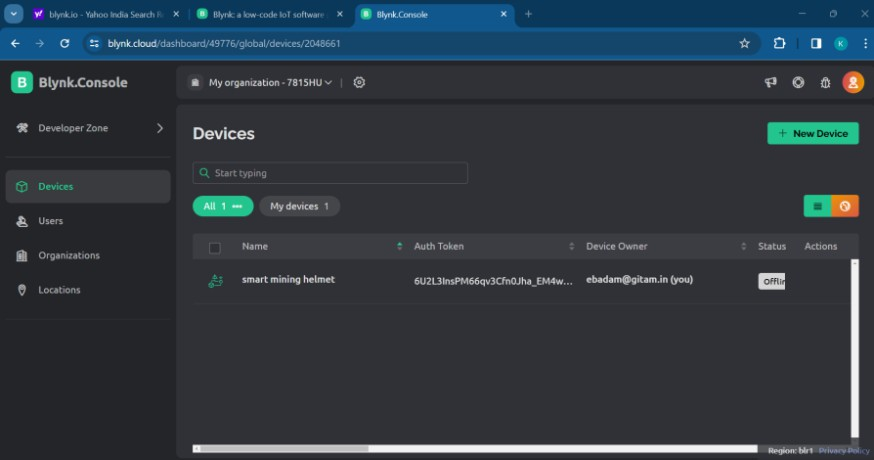 blynk.io - Yahoo India Search Re
Blynk: a low-code IoT software
Blynk.Console
blynk.cloud/dashboard/49776/global/devices/2048661
K
B Blynk.Console
My organization - 7815HU
Developer Zone
Devices
+ New Device
Start typing
Devices
All 1
My devices 1
Users
Organizations
Locations
Name Auth Token Device Owner Status Actions
smart mining helmet 6U2L3InsPM66qv3Cfn0Jha_EM4w... ebadam@gitam.in (you) Offlin
Region: blr1 Privacy Policy